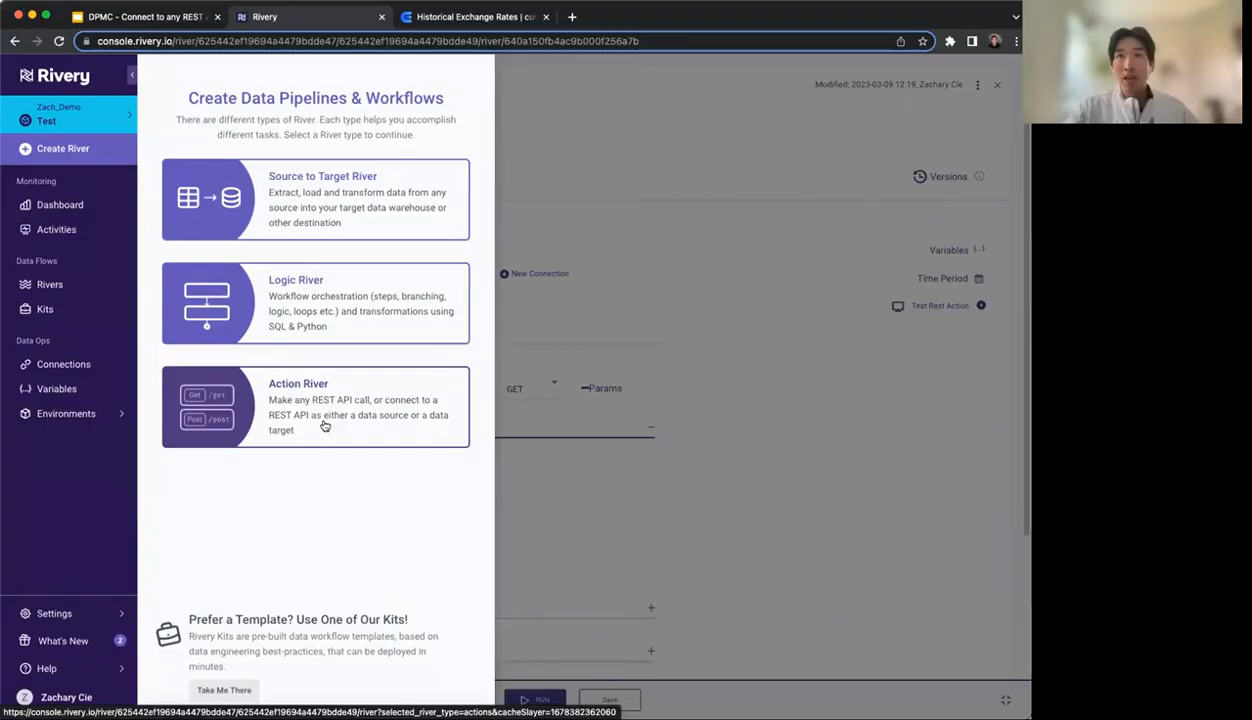 DPMC - Connect to any REST
Rivery
Historical Exchange Rates | cu
console.rivery.io/river/625442ef19694a4479bdde47/625442ef19694a4479bdde49/river/640a150fb4ac9b000f256a7b
Rivery
Zach_Demo
Test
Create River
Monitoring
Dashboard
Activities
Data Flows
Rivers
Kits
Data Ops
Connections
Variables
Environments
Settings
What's New
2
Help
Z
Zachary Cie
Create Data Pipelines & Workflows
There are different types of River. Each type helps you accomplish
different tasks. Select a River type to continue.
Source to Target River
Extract, load and transform data from any
source into your target data warehouse or
other destination
Logic River
Workflow orchestration (steps, branching,
logic, loops etc.) and transformations using
SQL & Python
Get /get
Post /post
Action River
Make any REST API call, or connect to a
REST API as either a data source or a data
target
Prefer a Template? Use One of Our Kits!
Rivery Kits are pre-built data workflow templates, based on
data engineering best-practices, that can be deployed in
minutes.
Take Me There
Modified: 2023-03-09 12:19, Zachary Cie
Versions
New Connection
Variables
Time Period
Test Rest Action
GET
Params
RUN
Save
https://console.rivery.io/river/625442ef19694a4479bdde47/625442ef19694a4479bdde49/river?selected_river_type=actions&cacheSlayer=1678382362060